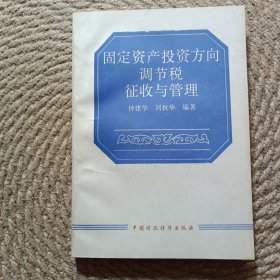 固定资产投资方向
调节税
征收与管理
钟建华 刘秋华 编著
中国财政经济出版社